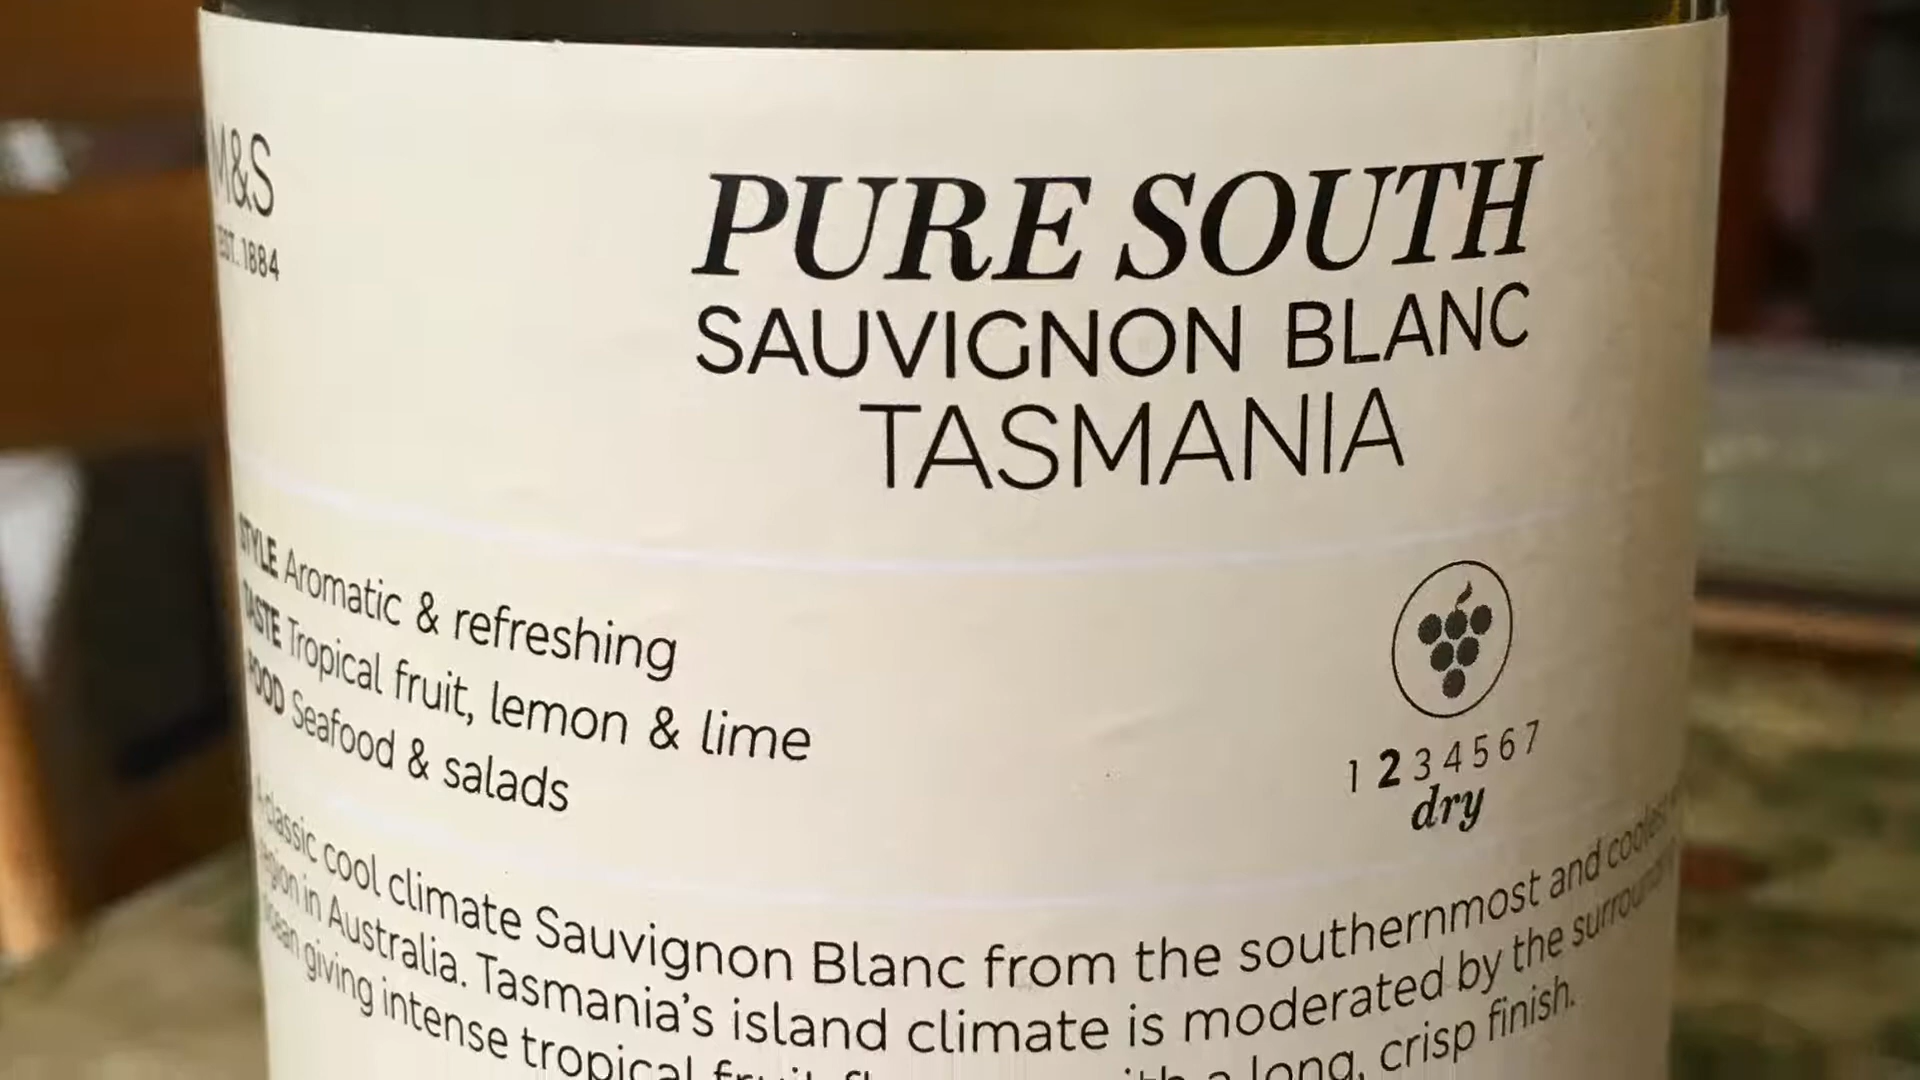 M&S
EST. 1884
PURE SOUTH
SAUVIGNON BLANC
TASMANIA
STYLE Aromatic & refreshing
TASTE Tropical fruit, lemon & lime
FOOD Seafood & salads
1 2 3 4 5 6 7
dry
A classic cool climate Sauvignon Blanc from the southernmost and coolest
region in Australia. Tasmania's island climate is moderated by the surrounding
ocean giving intense tropical fruit with a long, crisp finish.